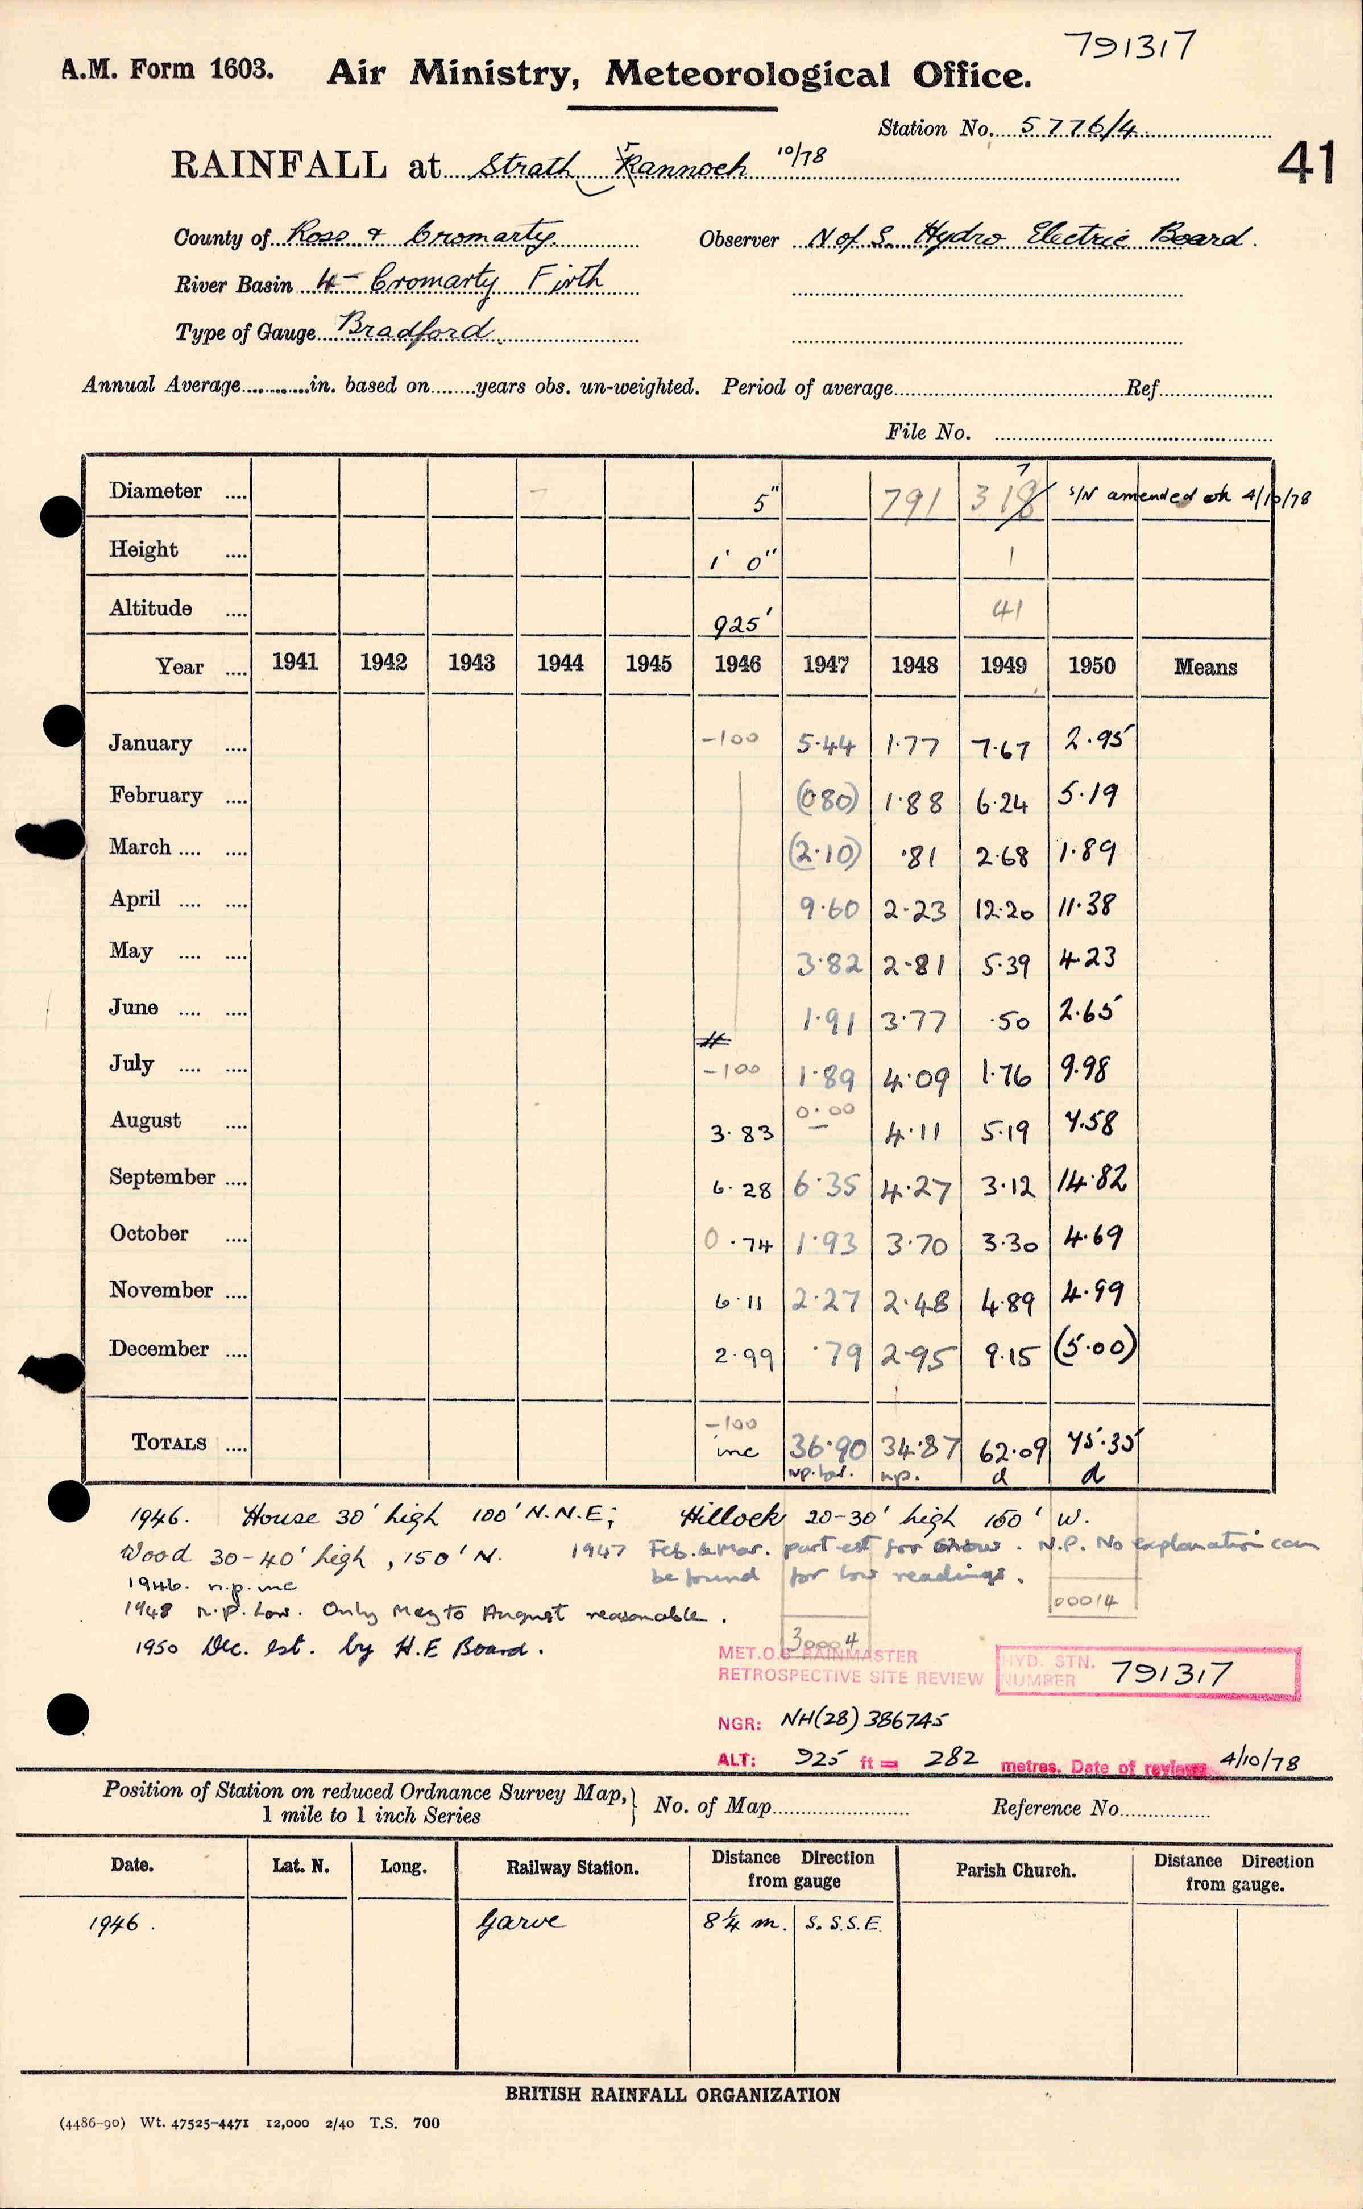 791317
A.M. Form 1603. Air Ministry, Meteorological Office.
Station No. 5776/4
RAINFALL at Strath Rannoch 10/78
41
County of Ross & Cromarty Observer N of S. Hydro Electric Board.
River Basin 4- Cromarty Firth
Type of Gauge Bradford
Annual Average............in. based on........years obs. un-weighted. Period of average........Ref........
File No. ........
Diameter .... 5" 791 318 7 S/N amended 4/10/78
Height .... 1' 0" 1
Altitude .... 925' 41
Year .... 1941 1942 1943 1944 1945 1946 1947 1948 1949 1950 Means
January .... -100 5.44 1.77 7.67 2.95
February .... (080) 1.88 6.24 5.19
March .... .... (2.10) .81 2.68 1.89
April .... .... 9.60 2.23 12.20 11.38
May .... .... 3.82 2.81 5.39 4.23
June .... .... 1.91 3.77 .50 2.65
July .... .... -100 1.89 4.09 1.76 9.98
August .... 3.83 0.00 – 4.11 5.19 7.58
September .... 6.28 6.35 4.27 3.12 14.82
October .... 0.74 1.93 3.70 3.30 4.69
November .... 6.11 2.27 2.48 4.89 4.99
December .... 2.99 .79 2.95 9.15 (5.00)
-100
TOTALS .... inc 36.90 34.87 62.09 75.35
n.p. low. n.p. d d
1946. House 30' high 100' N.N.E; Hillock 20-30' high 100' W.
Wood 30-40' high, 150' N. 1947 Feb. & Mar. part est for snow. N.P. No explanation can
be found for low readings.
1946. n.p. inc
00014
1948 n.p. Low. Only May to August reasonable.
30004
1950 Dec. est. by H.E Board.
MET.O.8 RAINMASTER
RETROSPECTIVE SITE REVIEW
HYD. STN. NUMBER 791317
NGR: NH(28)386745
ALT: 925 ft = 282 metres. Date of review 4/10/78
Position of Station on reduced Ordnance Survey Map, 1 mile to 1 inch Series } No. of Map........ Reference No........
Date. Lat. N. Long. Railway Station. Distance Direction from gauge Parish Church. Distance Direction from gauge.
1946. Garve 8¼ m. S. S.S.E.
BRITISH RAINFALL ORGANIZATION
(4486-90) Wt. 47525-4471 12,000 2/40 T.S. 700